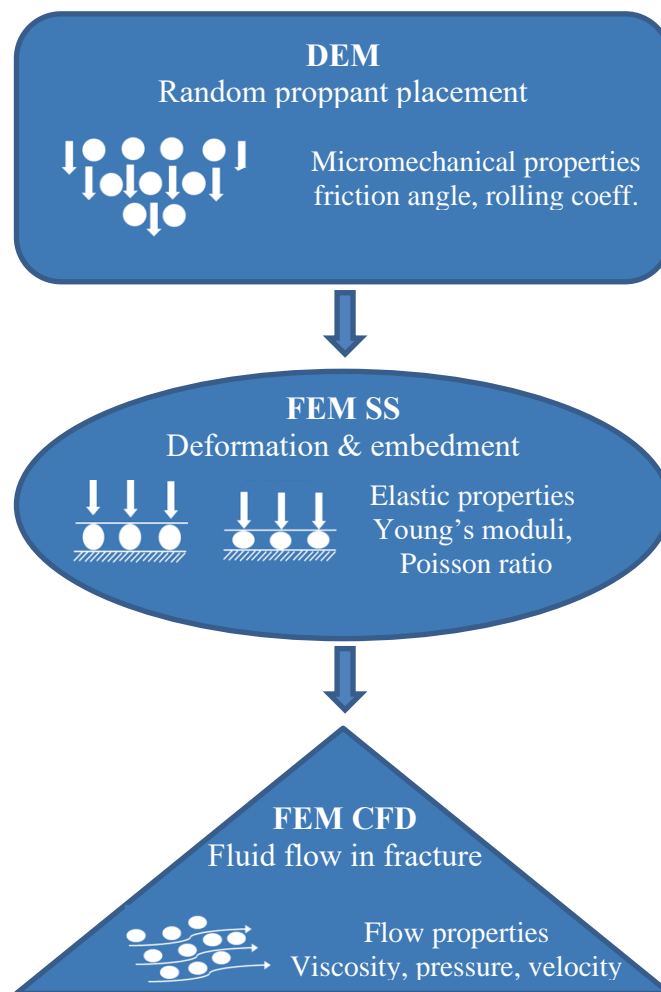 DEM
Random proppant placement
Micromechanical properties
friction angle, rolling coeff.
FEM SS
Deformation & embedment
Elastic properties
Young’s moduli,
Poisson ratio
FEM CFD
Fluid flow in fracture
Flow properties
Viscosity, pressure, velocity